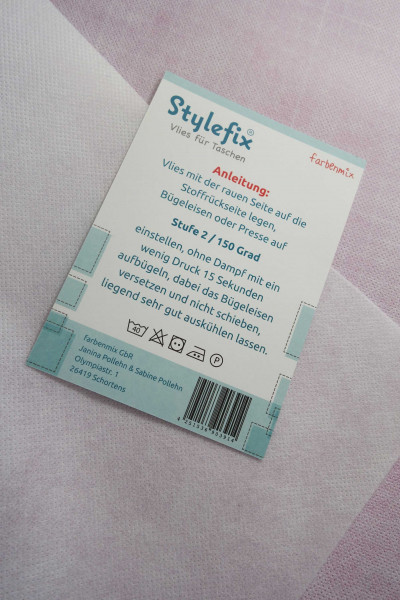 Stylefix®
Vlies für Taschen
farbenmix
Anleitung:
Vlies mit der rauen Seite auf die
Stoffrückseite legen,
Bügeleisen oder Presse auf
Stufe 2 / 150 Grad
einstellen, ohne Dampf mit ein
wenig Druck 15 Sekunden
aufbügeln, dabei das Bügeleisen
versetzen und nicht schieben,
liegend sehr gut auskühlen lassen.
40
P
farbenmix GbR
Janina Pollehn & Sabine Pollehn
Olympiastr. 1
26419 Schortens